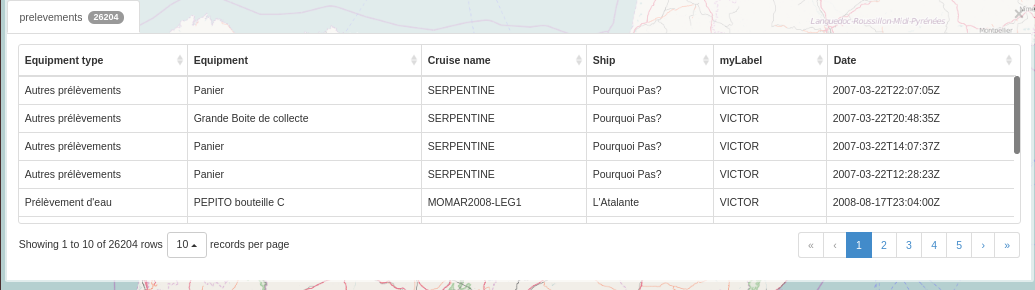 prelevements 26204
Languedoc-Roussillon-Midi Pyrénées
Montpellier
Equipment type Equipment Cruise name Ship myLabel Date
Autres prélèvements Panier SERPENTINE Pourquoi Pas? VICTOR 2007-03-22T22:07:05Z
Autres prélèvements Grande Boite de collecte SERPENTINE Pourquoi Pas? VICTOR 2007-03-22T20:48:35Z
Autres prélèvements Panier SERPENTINE Pourquoi Pas? VICTOR 2007-03-22T14:07:37Z
Autres prélèvements Panier SERPENTINE Pourquoi Pas? VICTOR 2007-03-22T12:28:23Z
Prélèvement d'eau PEPITO bouteille C MOMAR2008-LEG1 L'Atalante VICTOR 2008-08-17T23:04:00Z
Showing 1 to 10 of 26204 rows 10 records per page « ‹ 1 2 3 4 5 › »